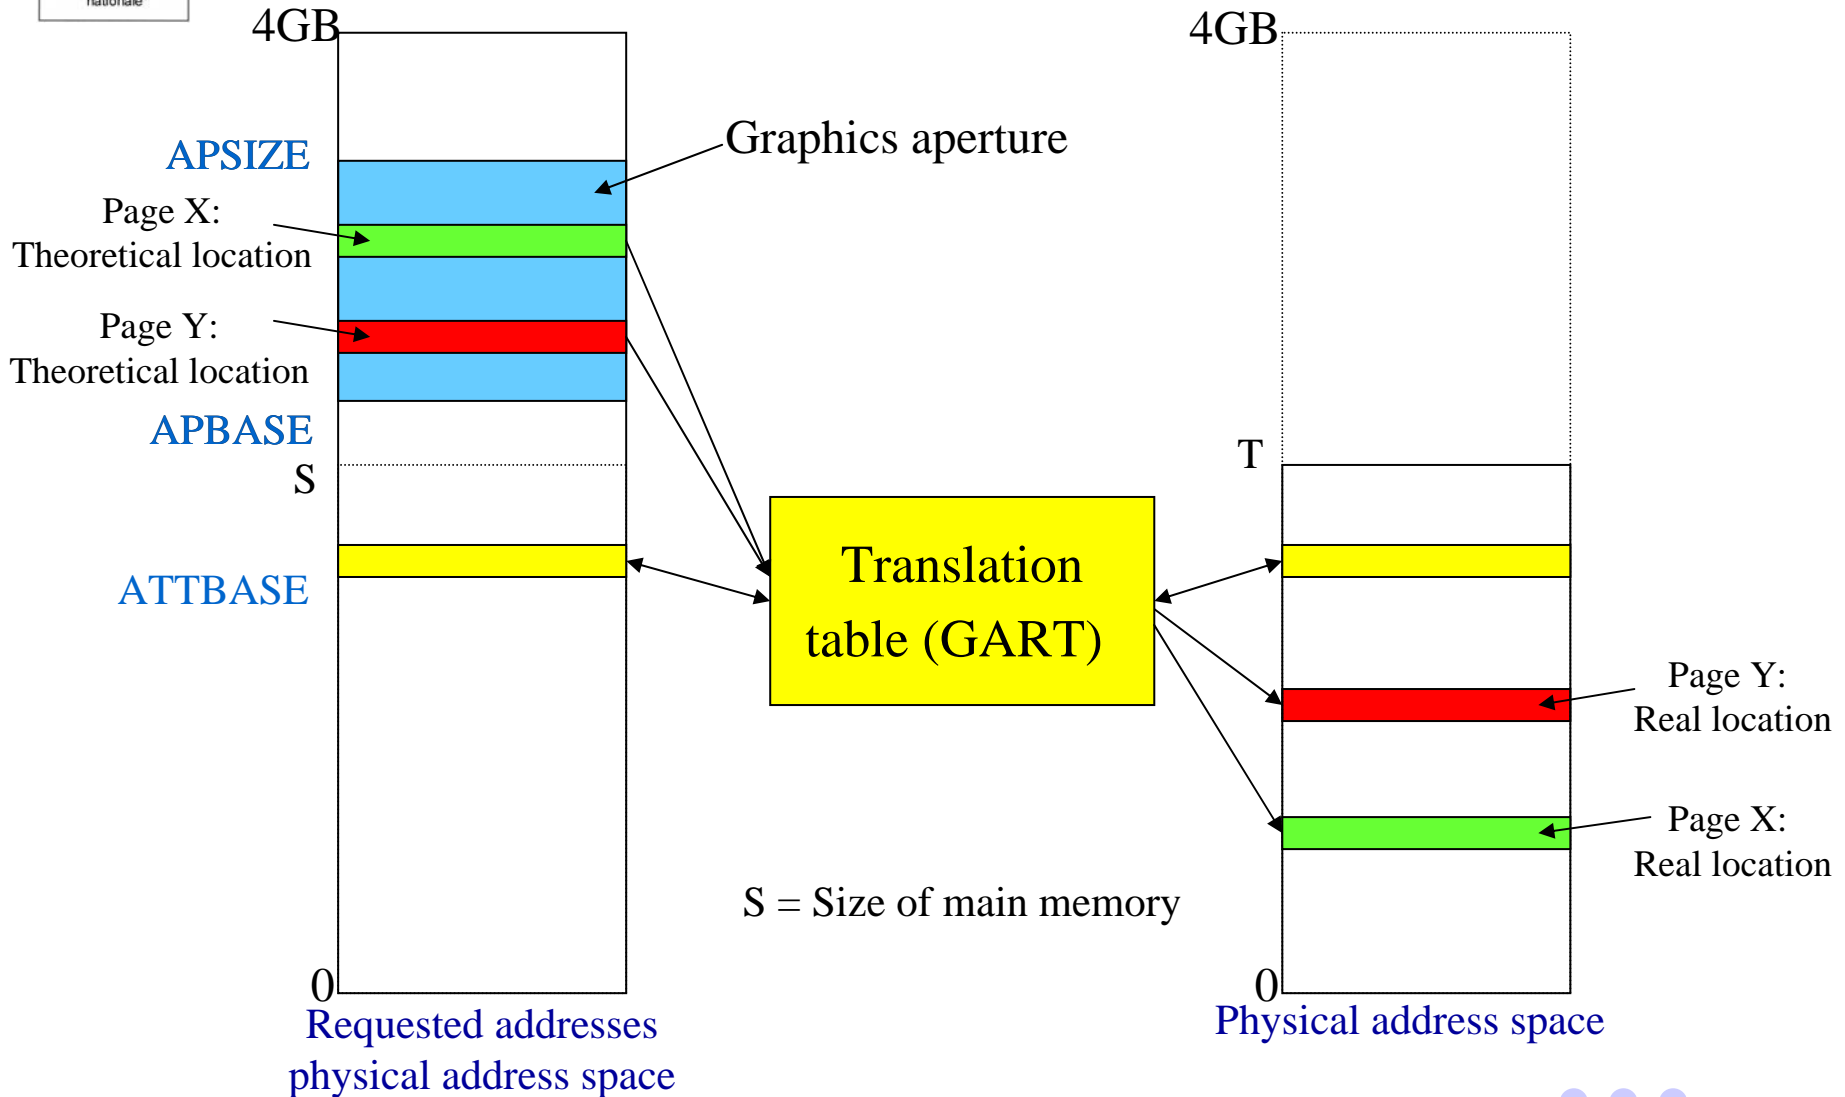 nationale
4GB
4GB
Graphics aperture
APSIZE
Page X:
Theoretical location
Page Y:
Theoretical location
APBASE
S
T
ATTBASE
Translation
table (GART)
Page Y:
Real location
Page X:
Real location
S = Size of main memory
0
0
Requested addresses
physical address space
Physical address space